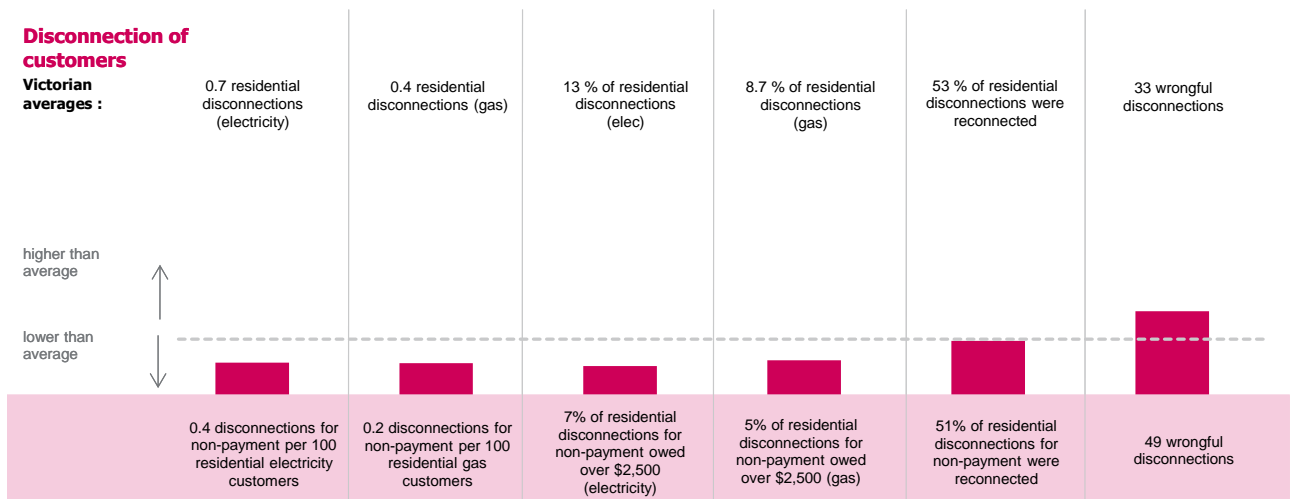 Disconnection of
customers
Victorian
averages :
0.7 residential
disconnections
(electricity)
0.4 residential
disconnections (gas)
13 % of residential
disconnections
(elec)
8.7 % of residential
disconnections
(gas)
53 % of residential
disconnections were
reconnected
33 wrongful
disconnections
higher than
average
lower than
average
0.4 disconnections for
non-payment per 100
residential electricity
customers
0.2 disconnections for
non-payment per 100
residential gas
customers
7% of residential
disconnections for
non-payment owed
over $2,500
(electricity)
5% of residential
disconnections for
non-payment owed
over $2,500 (gas)
51% of residential
disconnections for
non-payment were
reconnected
49 wrongful
disconnections